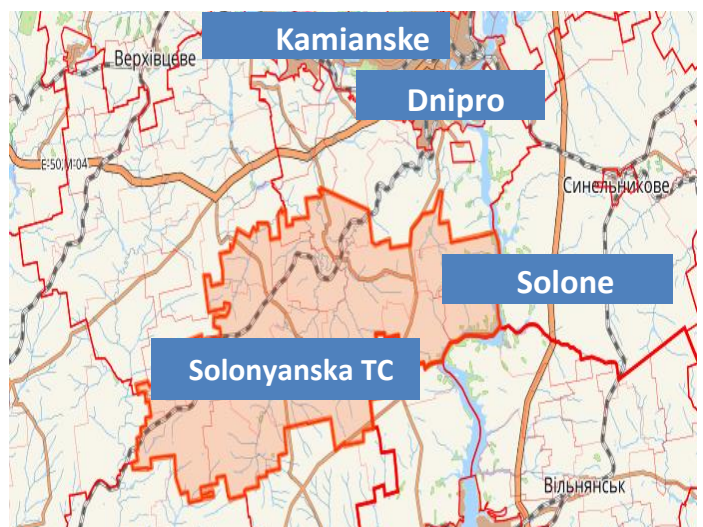 Kamianske
Верхівцеве
Dnipro
E-50, M-04
Синельникове
Solone
Solonyanska TC
Вільнянськ